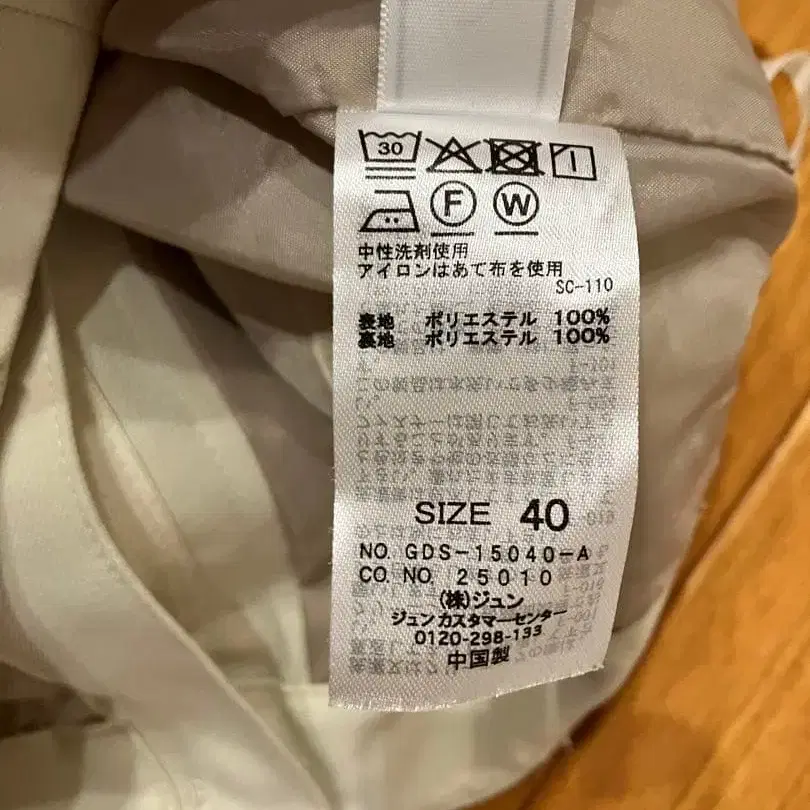 30
F W
中性洗剤使用
アイロンはあて布を使用
SC-110
表地 ポリエステル 100%
裏地 ポリエステル 100%
SIZE 40
NO. GDS-15040-A
CO. NO. 25010
(株)ジュン
ジュンカスタマーセンター
0120-298-133
中国製